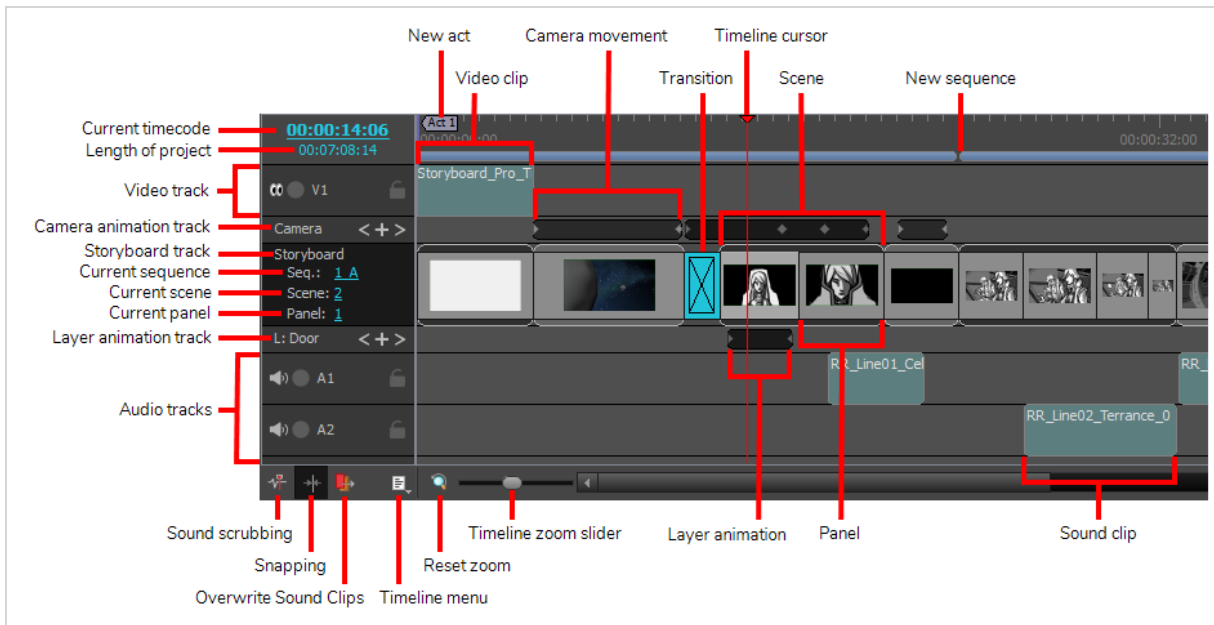 New act Camera movement Timeline cursor
Video clip Transition Scene New sequence
Act 1
Current timecode 00:00:14:06
00:00:32:00
Length of project 00:07:08:14
Storyboard_Pro_T
Video track V1
Camera animation track Camera
Storyboard track Storyboard
Current sequence Seq.: 1_A
Current scene Scene: 2
Current panel Panel: 1
Layer animation track L: Door
A1 RR_Line01_Cel RR_
Audio tracks
A2 RR_Line02_Terrance_0
Sound scrubbing Timeline zoom slider Layer animation Panel Sound clip
Snapping Reset zoom
Overwrite Sound Clips Timeline menu